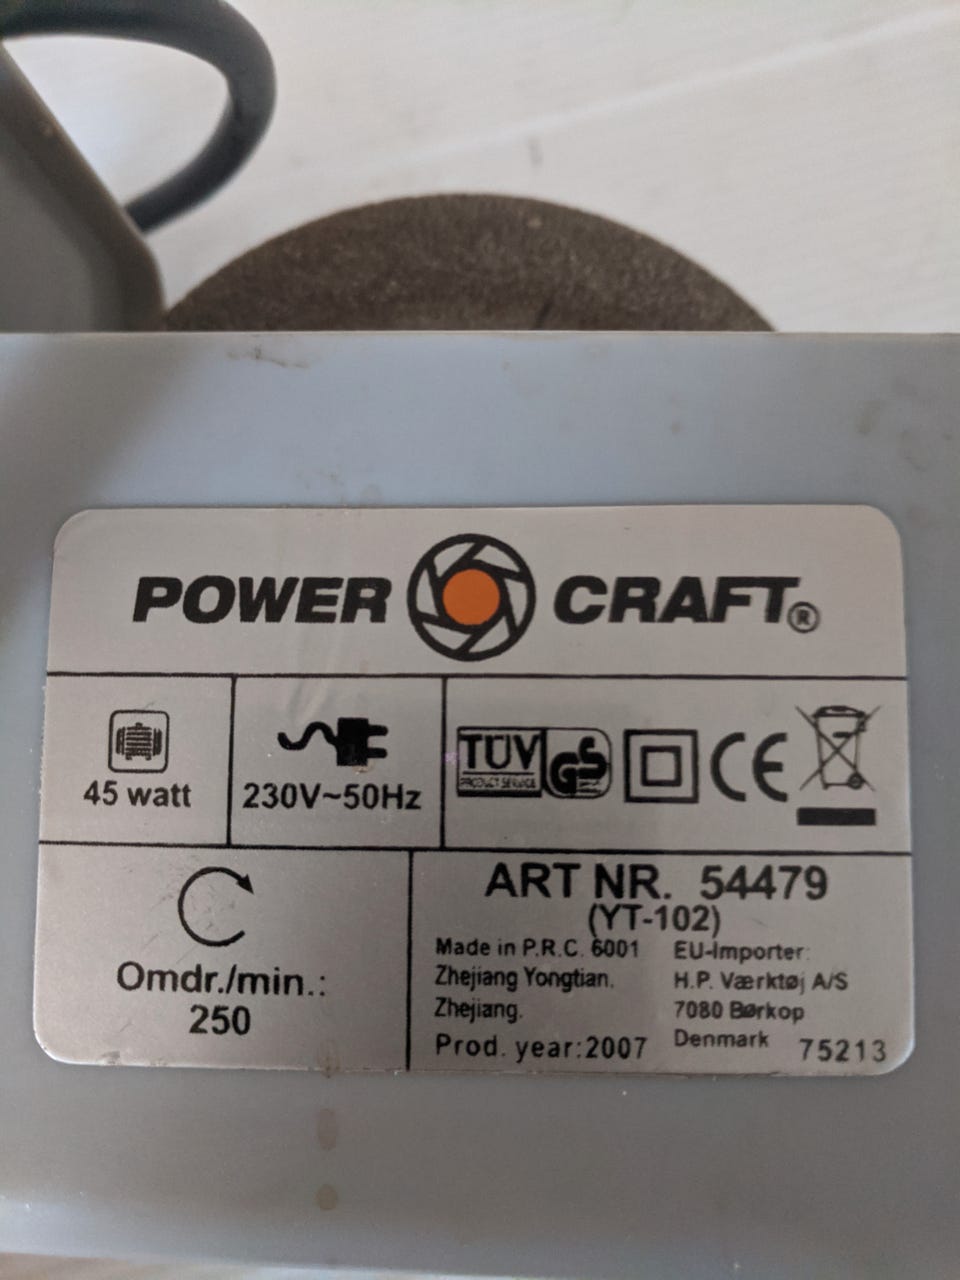 POWER CRAFT®
45 watt
230V~50Hz
TÜV
PRODUCT SERVICE
GS
CE
Omdr./min.:
250
ART NR. 54479
(YT-102)
Made in P.R.C. 6001
Zhejiang Yongtian.
Zhejiang.
Prod. year:2007
EU-Importer:
H.P. Værktøj A/S
7080 Børkop
Denmark
75213